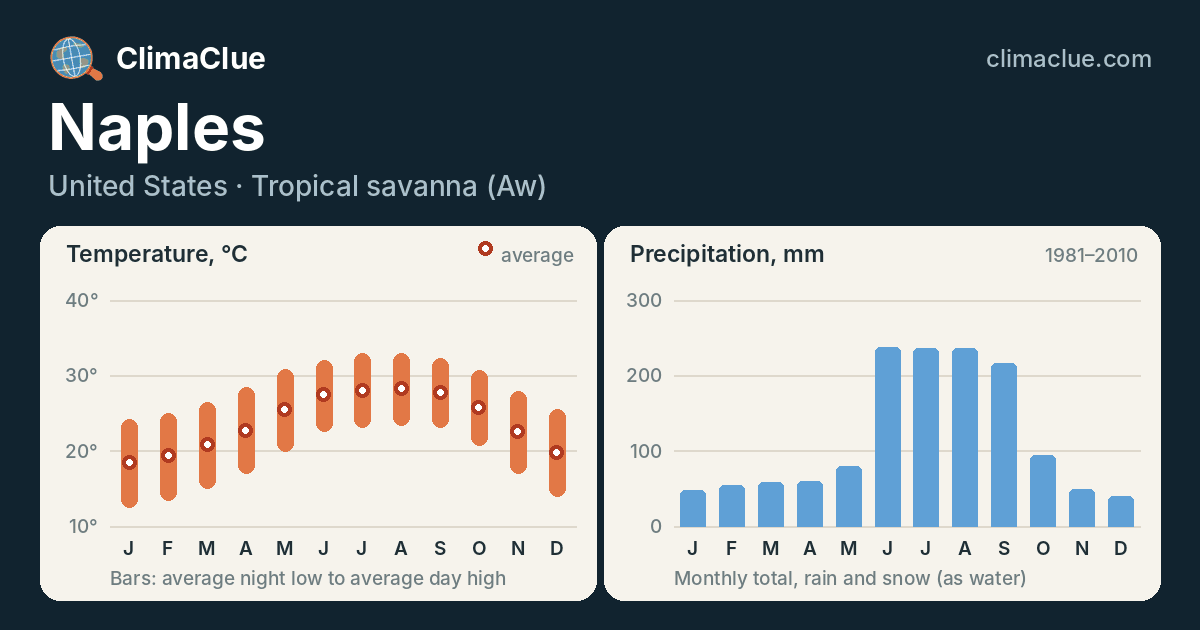 ClimaClue
climaclue.com
Naples
United States · Tropical savanna (Aw)
Temperature, °C
average
40°
30°
20°
10°
J F M A M J J A S O N D
Bars: average night low to average day high
Precipitation, mm
1981–2010
300
200
100
0
J F M A M J J A S O N D
Monthly total, rain and snow (as water)